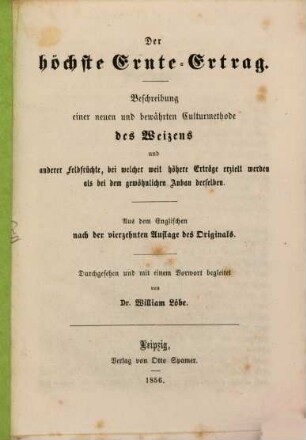 Der
höchste Ernte-Ertrag.
Beschreibung
einer neuen und bewährten Culturmethode
des Weizens
und
anderer Feldfrüchte, bei welcher weit höhere Erträge erzielt werden
als bei dem gewöhnlichen Anbau derselben.
Aus dem Englischen
nach der vierzehnten Auflage des Originals.
Durchgesehen und mit einem Vorwort begleitet
von
Dr. William Löbe.
Leipzig,
Verlag von Otto Spamer.
1856.